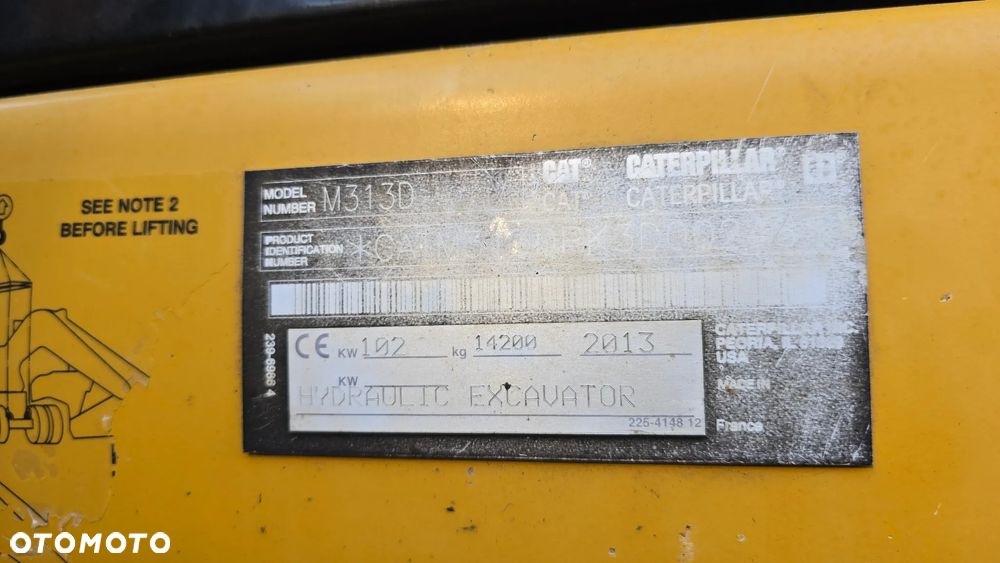 SEE NOTE 2
BEFORE LIFTING
MODEL
NUMBER
M313D
CAT®
CATERPILLAR®
CAT®
CATERPILLAR®
PRODUCT
IDENTIFICATION
NUMBER
239-6966 4
CE KW 102 kg 14200 2013
KW
HYDRAULIC EXCAVATOR
225-4148 12
CATERPILLAR INC.
PEORIA, IL
USA
MADE IN
France
OTOMOTO